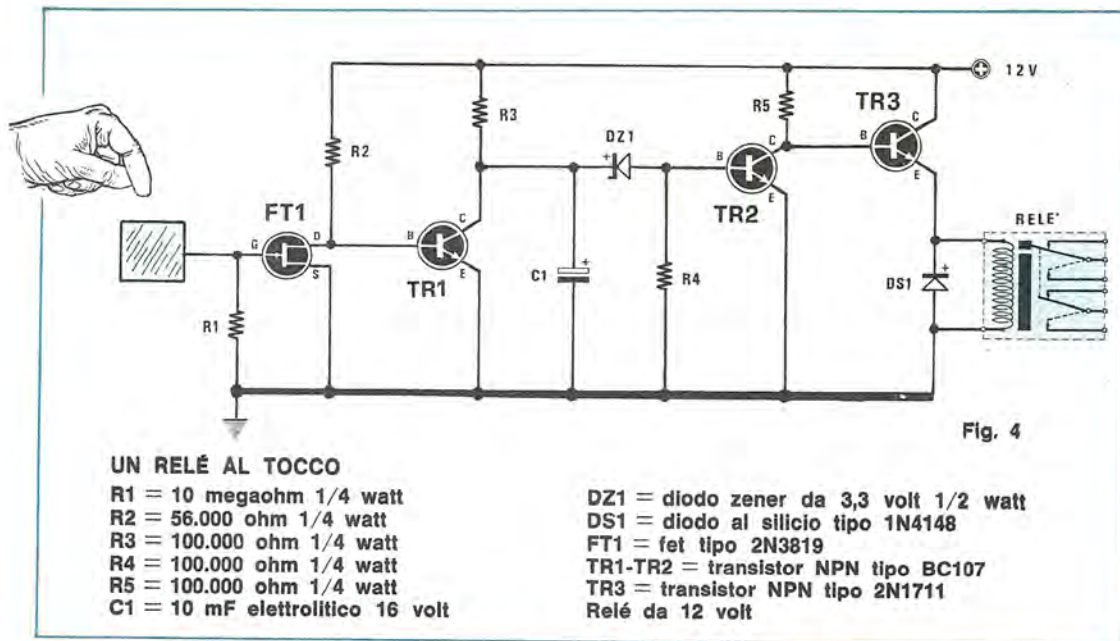 12 V
R2
R3
R5
TR3
C
B
E
DZ1
+
B
C
E
TR2
FT1
G
D
S
B
C
E
TR1
C1
+
R4
R1
RELE'
DS1
+
Fig. 4
UN RELÉ AL TOCCO
R1 = 10 megaohm 1/4 watt
R2 = 56.000 ohm 1/4 watt
R3 = 100.000 ohm 1/4 watt
R4 = 100.000 ohm 1/4 watt
R5 = 100.000 ohm 1/4 watt
C1 = 10 mF elettrolitico 16 volt
DZ1 = diodo zener da 3,3 volt 1/2 watt
DS1 = diodo al silicio tipo 1N4148
FT1 = fet tipo 2N3819
TR1-TR2 = transistor NPN tipo BC107
TR3 = transistor NPN tipo 2N1711
Relé da 12 volt